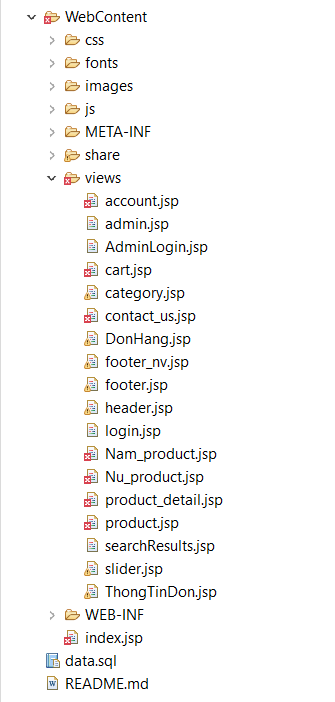 WebContent
css
fonts
images
js
META-INF
share
views
account.jsp
admin.jsp
AdminLogin.jsp
cart.jsp
category.jsp
contact_us.jsp
DonHang.jsp
footer_nv.jsp
footer.jsp
header.jsp
login.jsp
Nam_product.jsp
Nu_product.jsp
product_detail.jsp
product.jsp
searchResults.jsp
slider.jsp
ThongTinDon.jsp
WEB-INF
index.jsp
data.sql
README.md